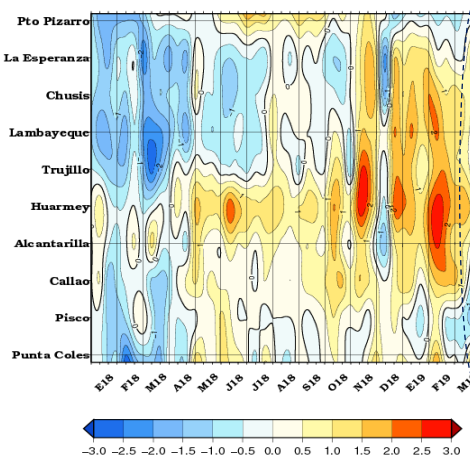 Pto Pizarro
La Esperanza
Chusis
Lambayeque
Trujillo
Huarmey
Alcantarilla
Callao
Pisco
Punta Coles
E18 F18 M18 A18 M18 J18 J18 A18 S18 O18 N18 D18 E19 F19 M1
−3.0 −2.5 −2.0 −1.5 −1.0 −0.5 0.0 0.5 1.0 1.5 2.0 2.5 3.0